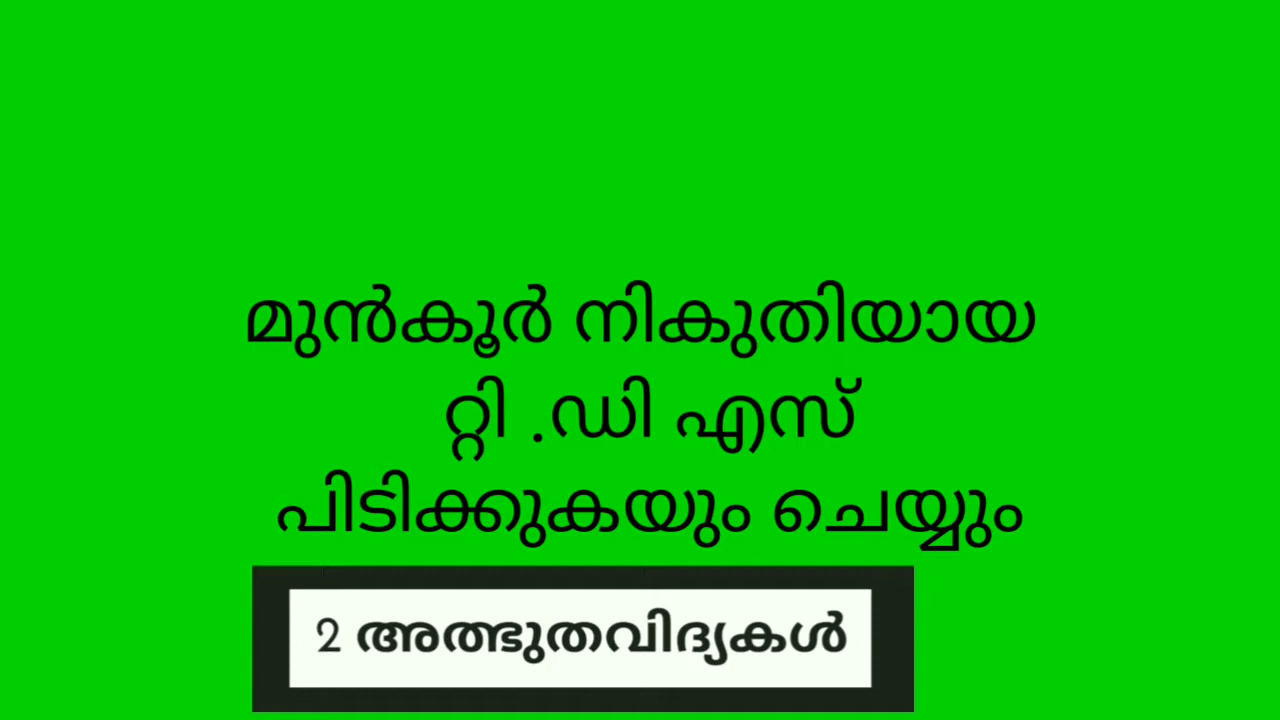 മുൻകൂർ നികുതിയായ
റ്റി .ഡി എസ്
പിടിക്കുകയും ചെയ്യും
2 അത്ഭുതവിദ്യകൾ